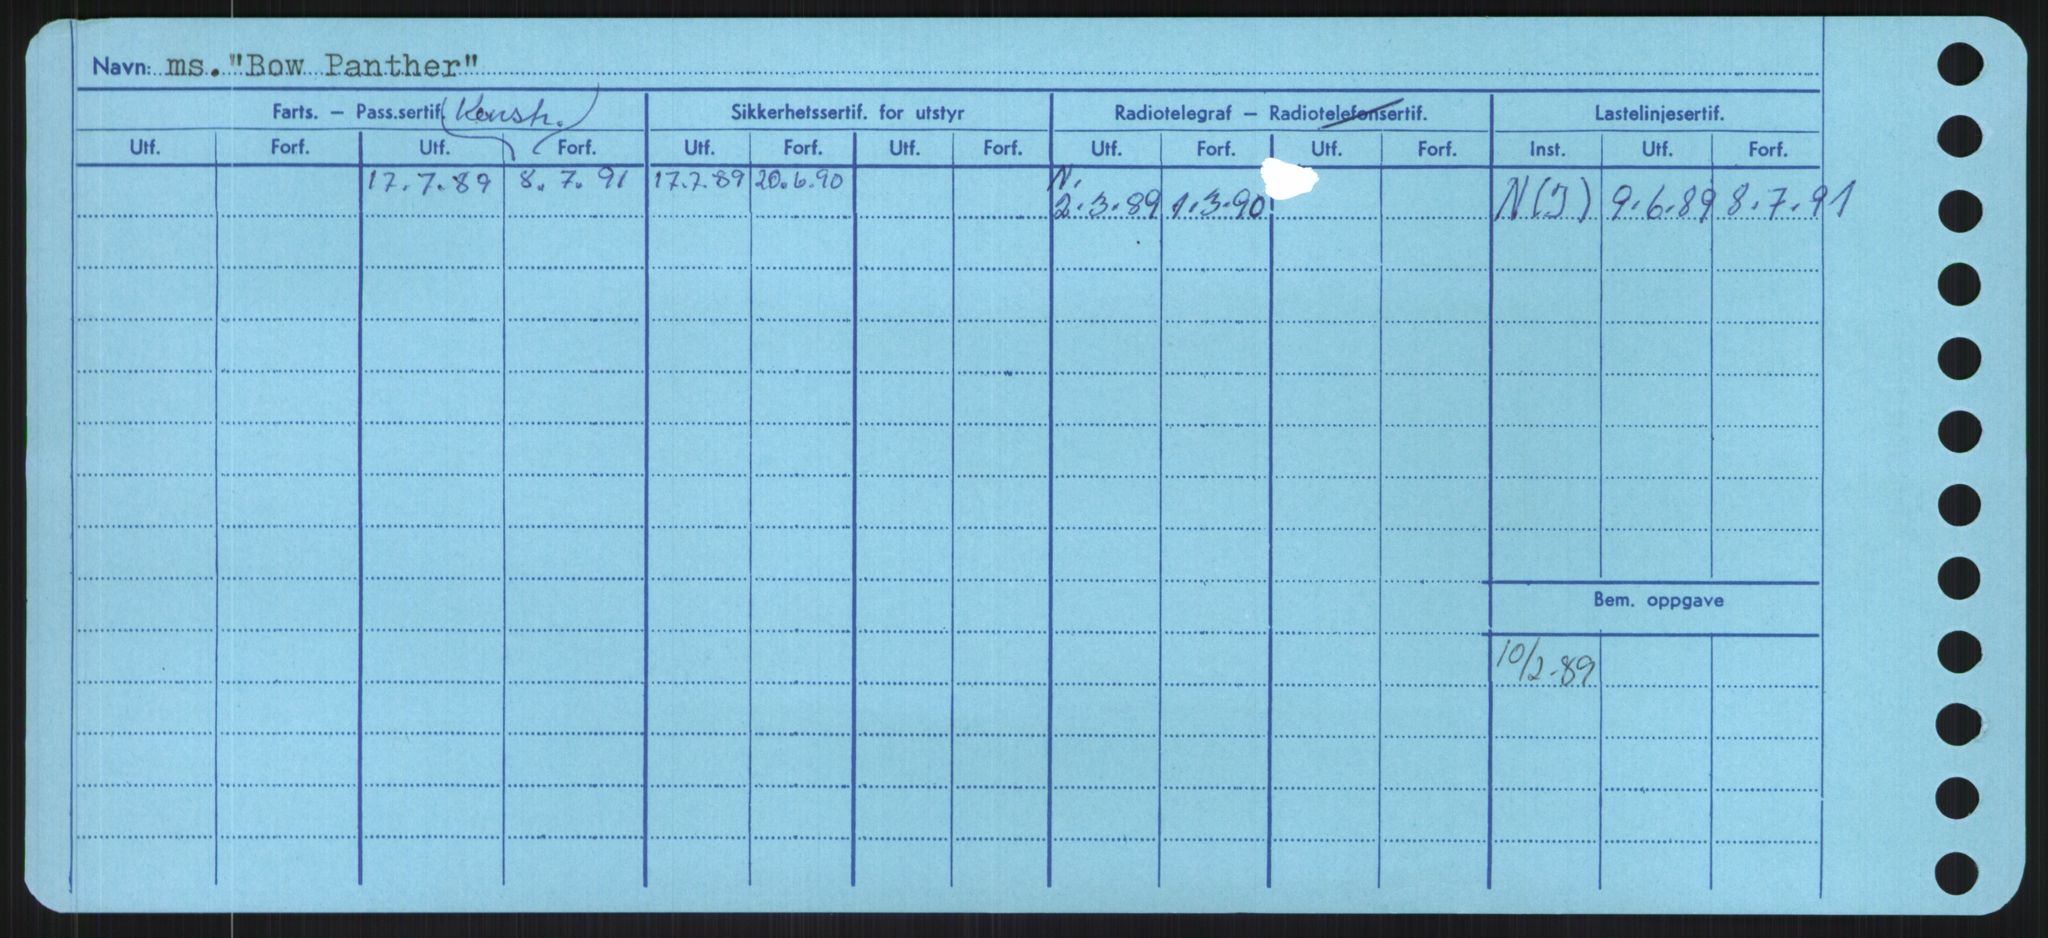 Navn: ms. "Bow Panther"
Farts. — Pass.sertif. (Konstr.) Sikkerhetssertif. for utstyr Radiotelegraf — Radiotelefonsertif. Lastelinjesertif.
Utf. Forf. Utf. Forf. Utf. Forf. Utf. Forf. Utf. Forf. Utf. Forf. Inst. Utf. Forf.
17.7.89 8.7.91 17.7.89 20.6.90 N.
2.3.89 1.3.90 N(I) 9.6.89 8.7.91
Bem. oppgave
10/2-89